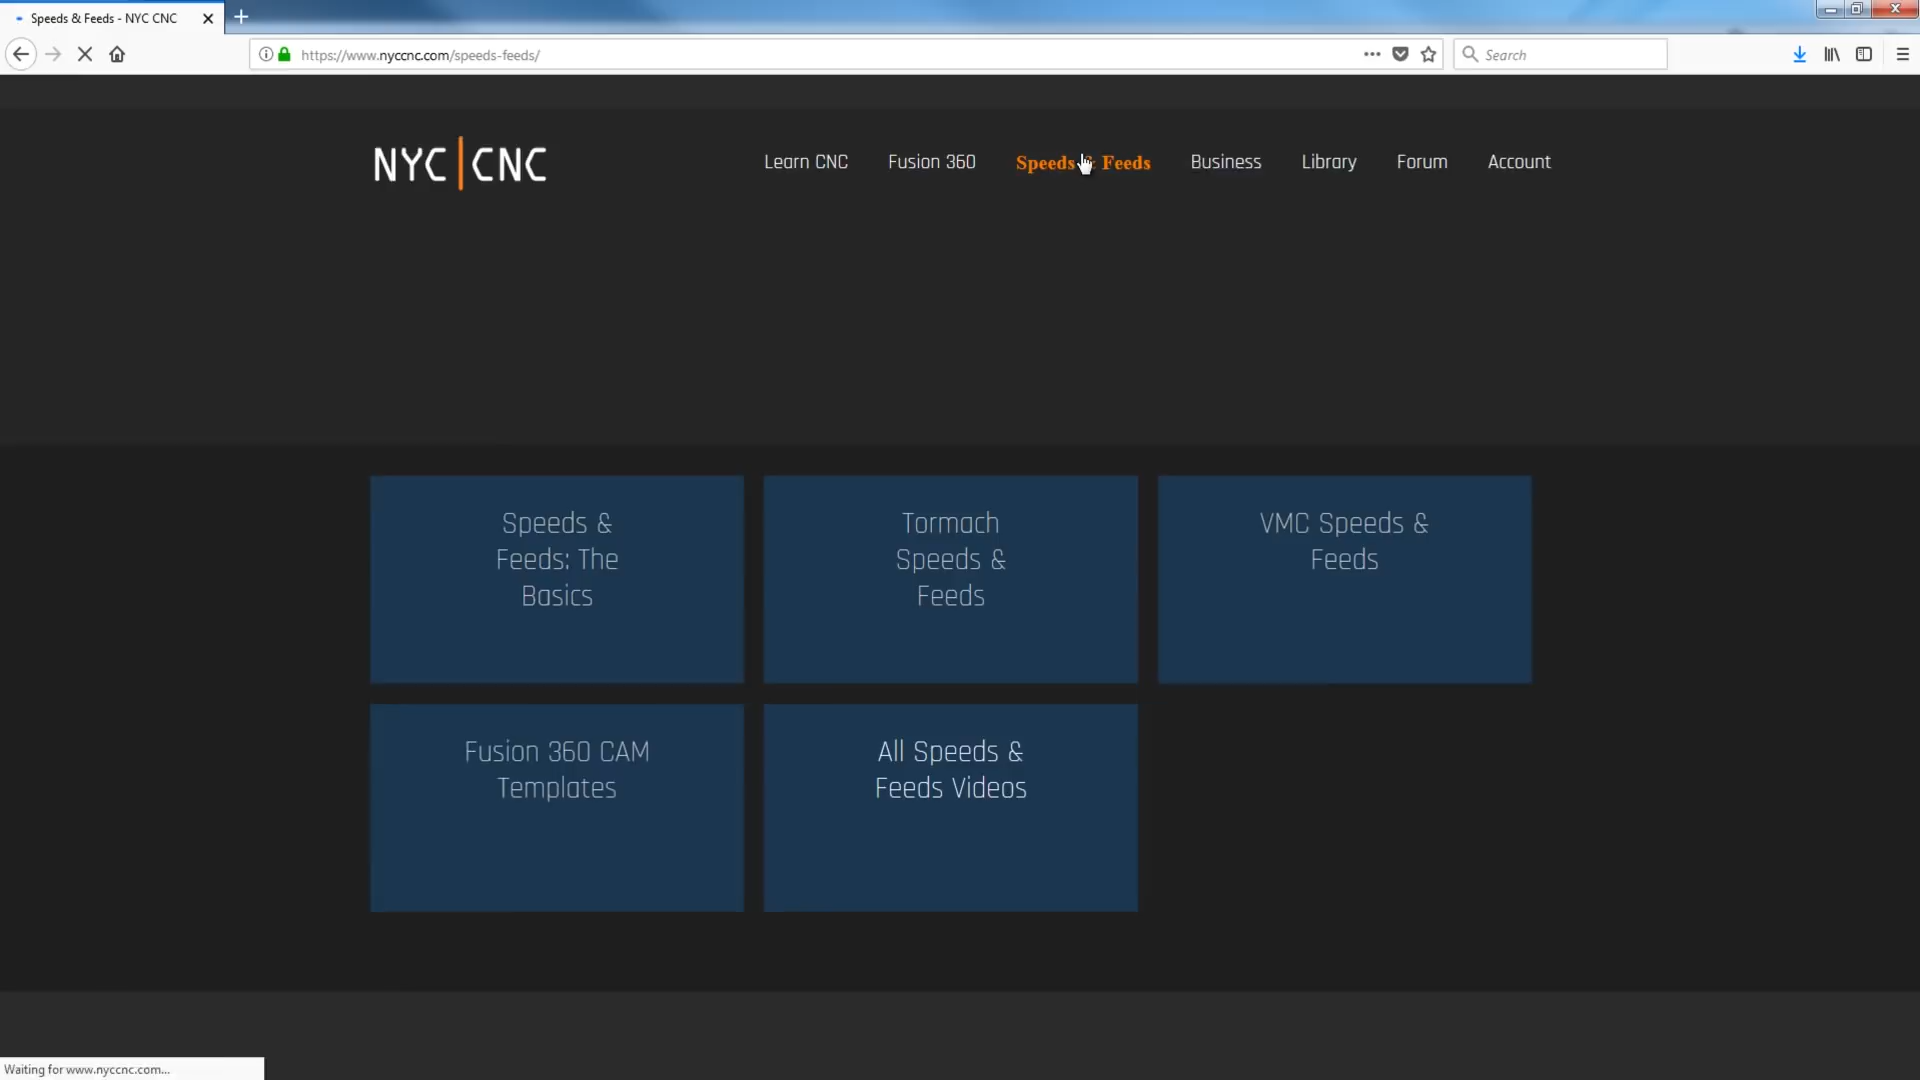 Speeds & Feeds - NYC CNC
https://www.nyccnc.com/speeds-feeds/
Search
NYC|CNC
Learn CNC
Fusion 360
Speeds & Feeds
Business
Library
Forum
Account
Speeds &
Feeds: The
Basics
Tormach
Speeds &
Feeds
VMC Speeds &
Feeds
Fusion 360 CAM
Templates
All Speeds &
Feeds Videos
Waiting for www.nyccnc.com...